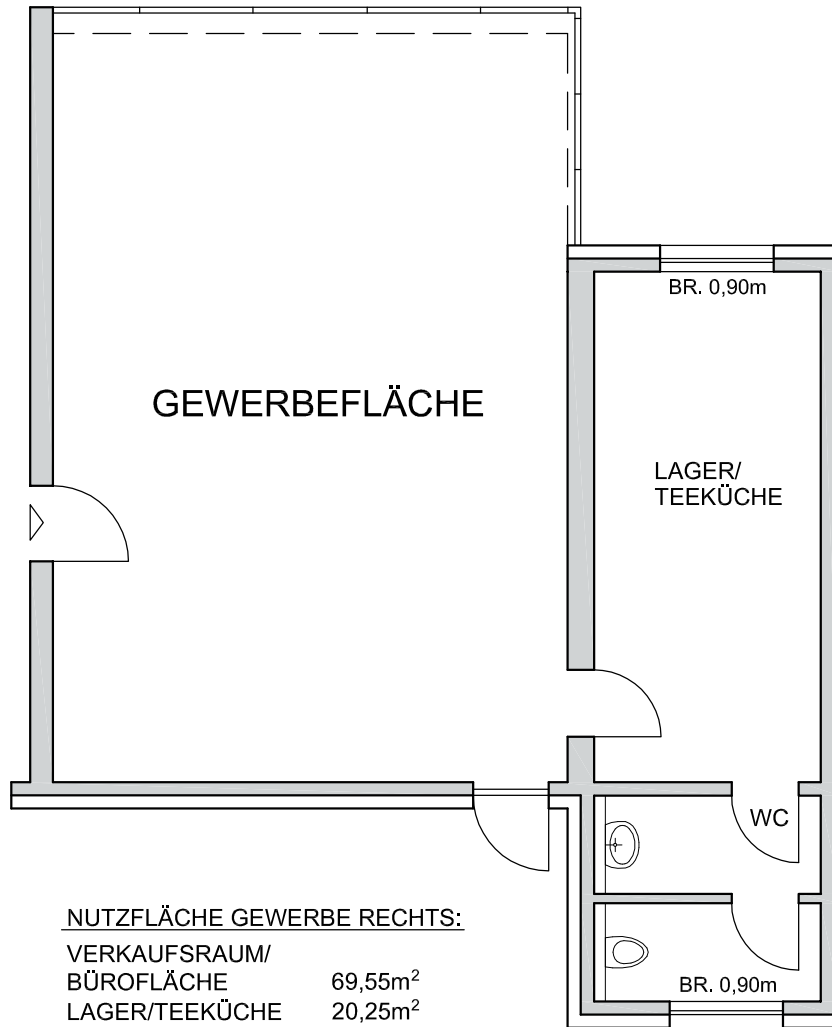 BR. 0,90m
GEWERBEFLÄCHE
LAGER/
TEEKÜCHE
WC
BR. 0,90m
NUTZFLÄCHE GEWERBE RECHTS:
VERKAUFSRAUM/
BÜROFLÄCHE 69,55m²
LAGER/TEEKÜCHE 20,25m²